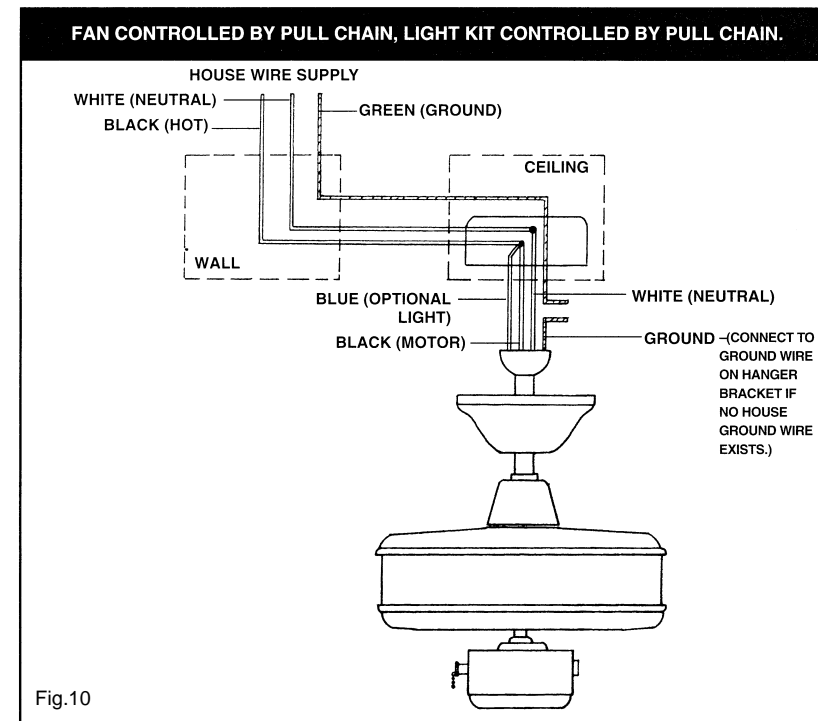 FAN CONTROLLED BY PULL CHAIN, LIGHT KIT CONTROLLED BY PULL CHAIN.
HOUSE WIRE SUPPLY
WHITE (NEUTRAL)
GREEN (GROUND)
BLACK (HOT)
CEILING
WALL
BLUE (OPTIONAL
LIGHT)
WHITE (NEUTRAL)
BLACK (MOTOR)
GROUND –(CONNECT TO
GROUND WIRE
ON HANGER
BRACKET IF
NO HOUSE
GROUND WIRE
EXISTS.)
Fig.10